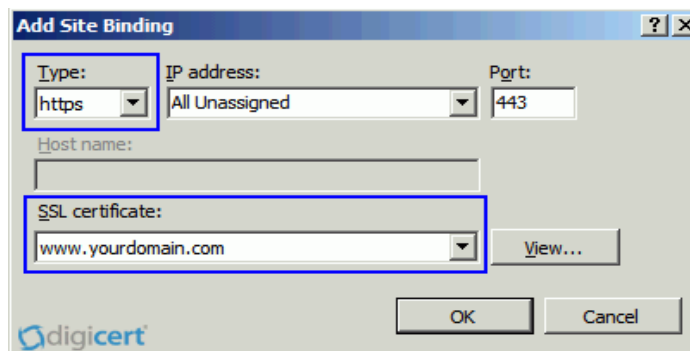 Add Site Binding
Type: IP address: Port:
https All Unassigned 443
Host name:
SSL certificate:
www.yourdomain.com View...
OK Cancel
digicert